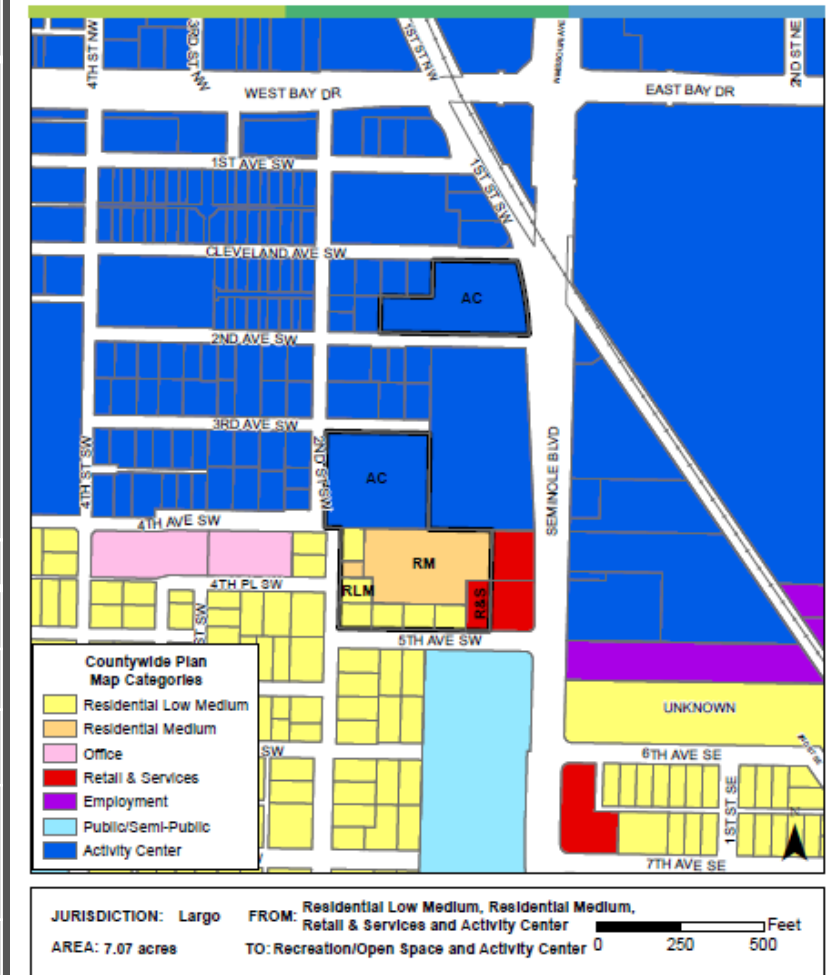 4TH ST NW
3RD ST NW
1ST ST NW
2ND ST NE
WEST BAY DR
EAST BAY DR
1ST AVE SW
1ST ST SW
CLEVELAND AVE SW
AC
2ND AVE SW
3RD AVE SW
4TH ST SW
2ND ST SW
AC
SEMINOLE BLVD
4TH AVE SW
RM
4TH PL SW
RLM
R&S
ST SW
5TH AVE SW
Countywide Plan
Map Categories
Residential Low Medium
Residential Medium
Office
Retail & Services
Employment
Public/Semi-Public
Activity Center
UNKNOWN
SW
6TH AVE SE
1ST ST SE
N
7TH AVE SE
JURISDICTION: Largo
FROM: Residential Low Medium, Residential Medium,
Retail & Services and Activity Center
Feet
AREA: 7.07 acres
TO: Recreation/Open Space and Activity Center
0 250 500